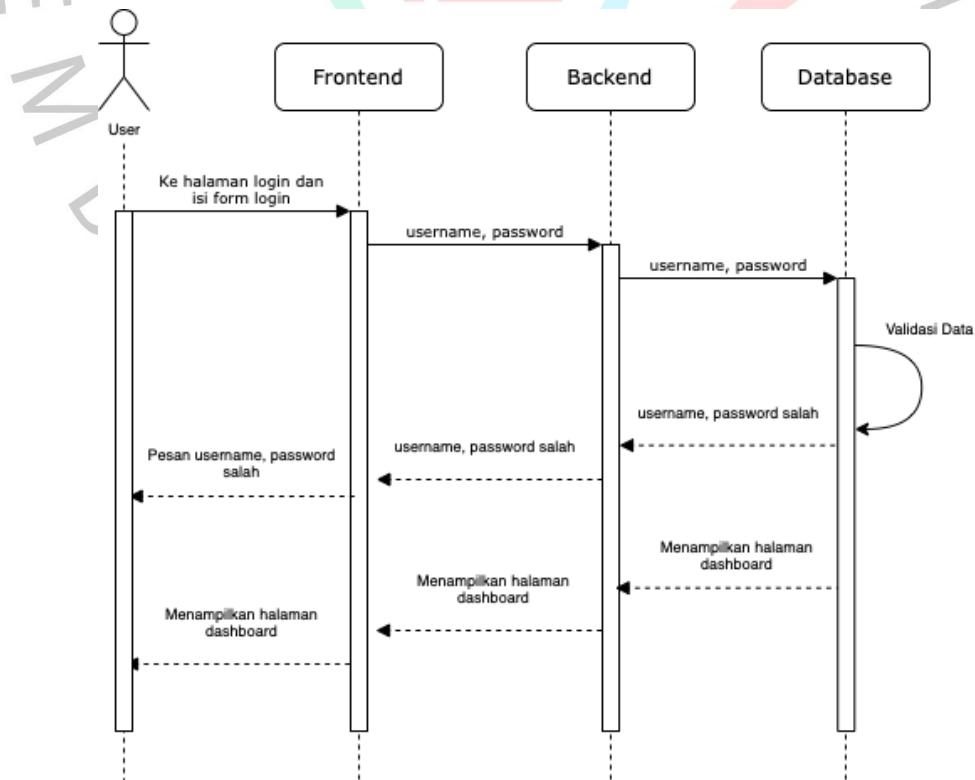 Frontend
Backend
Database
User
Ke halaman login dan
isi form login
username, password
username, password
Validasi Data
username, password salah
username, password salah
Pesan username, password
salah
Menampilkan halaman
dashboard
Menampilkan halaman
dashboard
Menampilkan halaman
dashboard